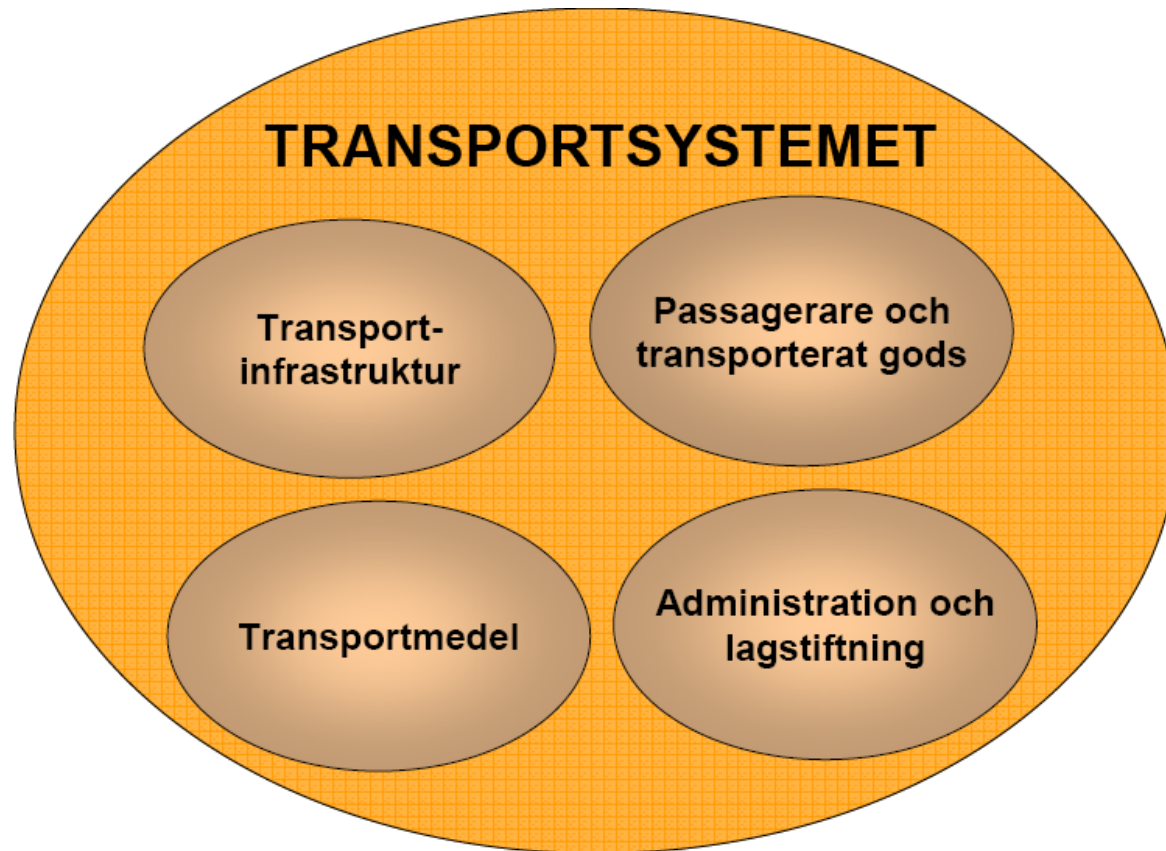 TRANSPORTSYSTEMET
Transport-
infrastruktur
Passagerare och
transporterat gods
Transportmedel
Administration och
lagstiftning